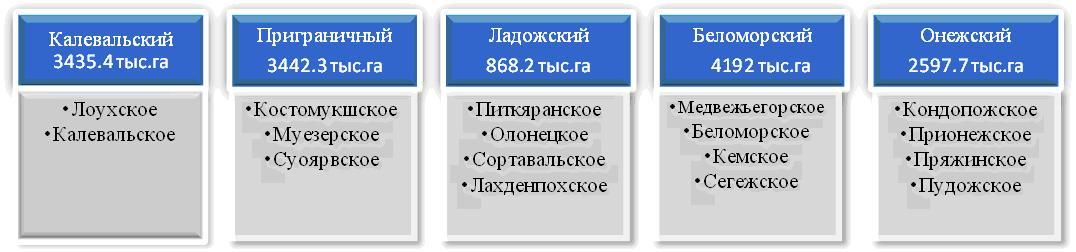 Калевальский
3435.4 тыс.га
•Лоухское
•Калевальское
Приграничный
3442.3 тыс.га
•Костомукшское
•Муезерское
•Суоярвское
Ладожский
868.2 тыс.га
•Питкяранское
•Олонецкое
•Сортавальское
•Лахденпохское
Беломорский
4192 тыс.га
•Медвежьегорское
•Беломорское
•Кемское
•Сегежское
Онежский
2597.7 тыс.га
•Кондопожское
•Прионежское
•Пряжинское
•Пудожское